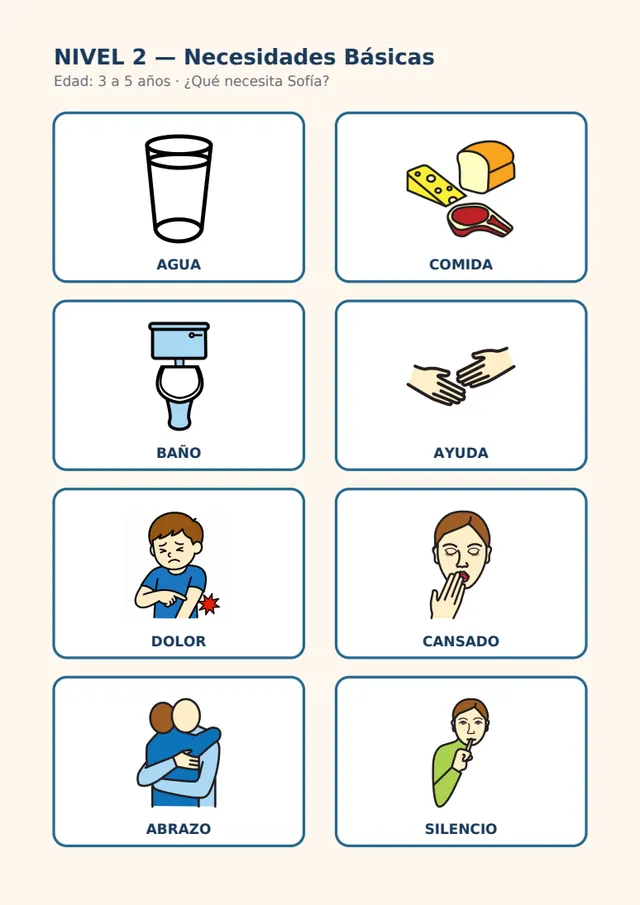 NIVEL 2 — Necesidades Básicas
Edad: 3 a 5 años · ¿Qué necesita Sofía?
AGUA
COMIDA
BAÑO
AYUDA
DOLOR
CANSADO
ABRAZO
SILENCIO